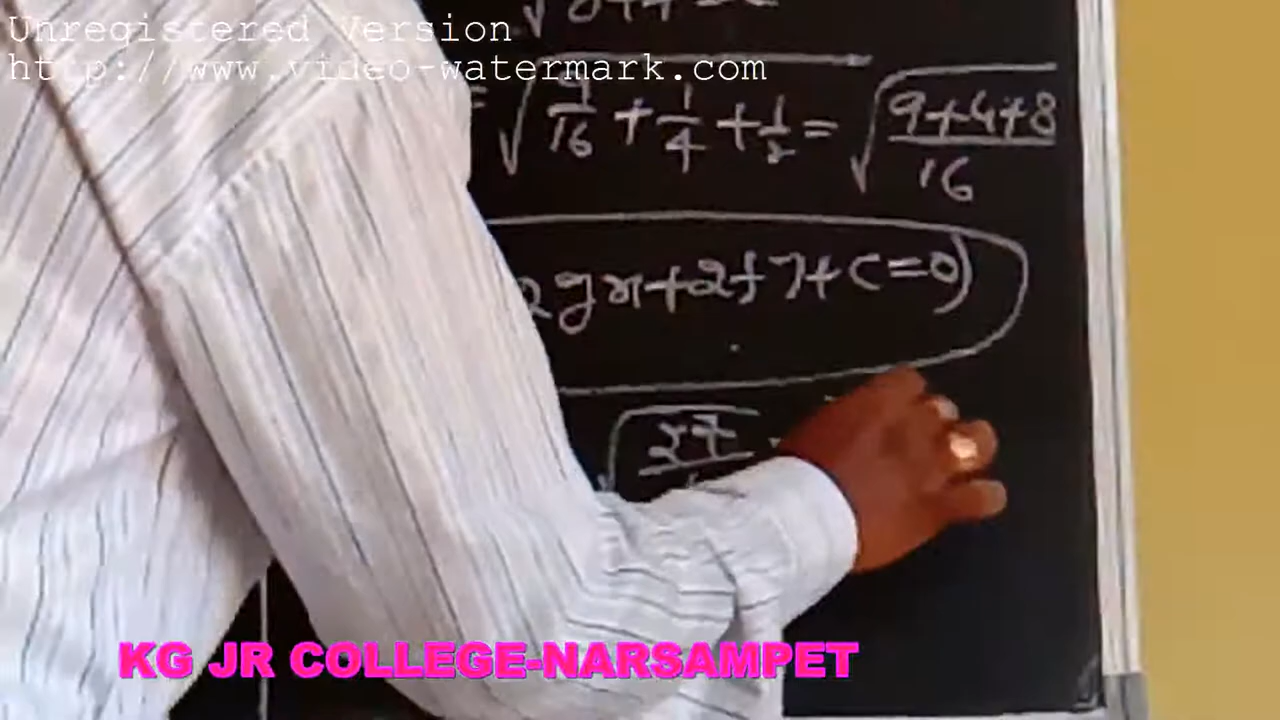 Unregistered Version
http://www.video-watermark.com
= √(9/16 + 1/4 + 1/2) = √((9+4+8)/16)
2gx+2fy+c=0)
√27
KG JR COLLEGE-NARSAMPET